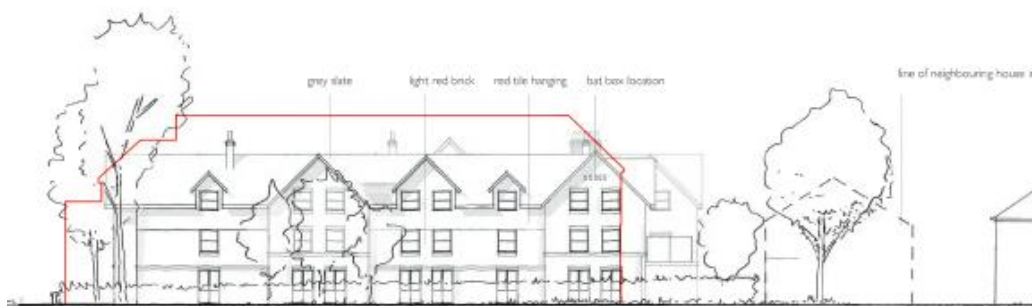 grey slate
light red brick
red tile hanging
bat box location
line of neighbouring house